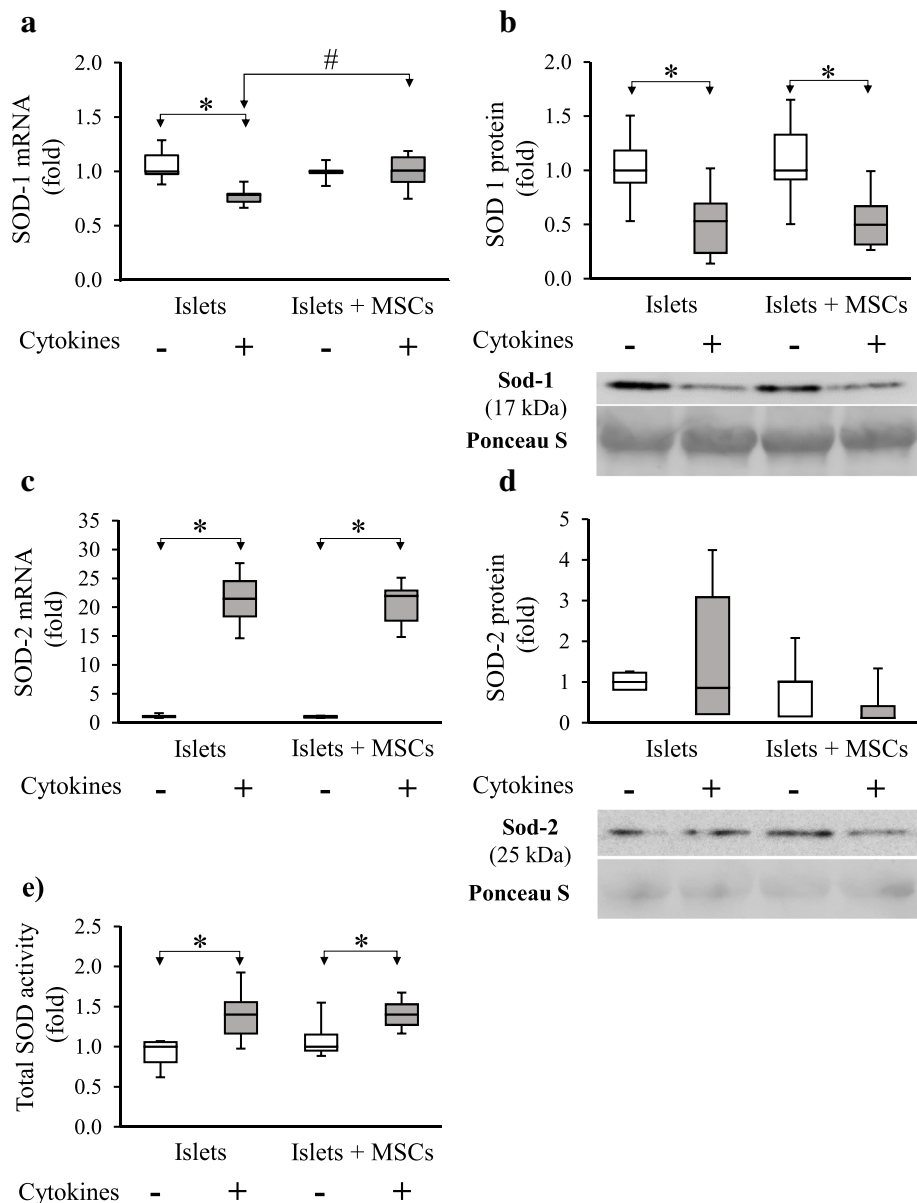 a
SOD-1 mRNA
(fold)
2.0
1.5
1.0
0.5
0.0
*
#
Islets
Islets + MSCs
Cytokines
- + - +
b
SOD 1 protein
(fold)
2.0
1.5
1.0
0.5
0.0
*
*
Islets
Islets + MSCs
Cytokines
- + - +
Sod-1
(17 kDa)
Ponceau S
c
SOD-2 mRNA
(fold)
35
30
25
20
15
10
5
0
*
*
Islets
Islets + MSCs
Cytokines
- + - +
d
SOD-2 protein
(fold)
5
4
3
2
1
0
Islets
Islets + MSCs
Cytokines
- + - +
Sod-2
(25 kDa)
Ponceau S
e)
Total SOD activity
(fold)
2.5
2.0
1.5
1.0
0.5
0.0
*
*
Islets
Islets + MSCs
Cytokines
- + - +